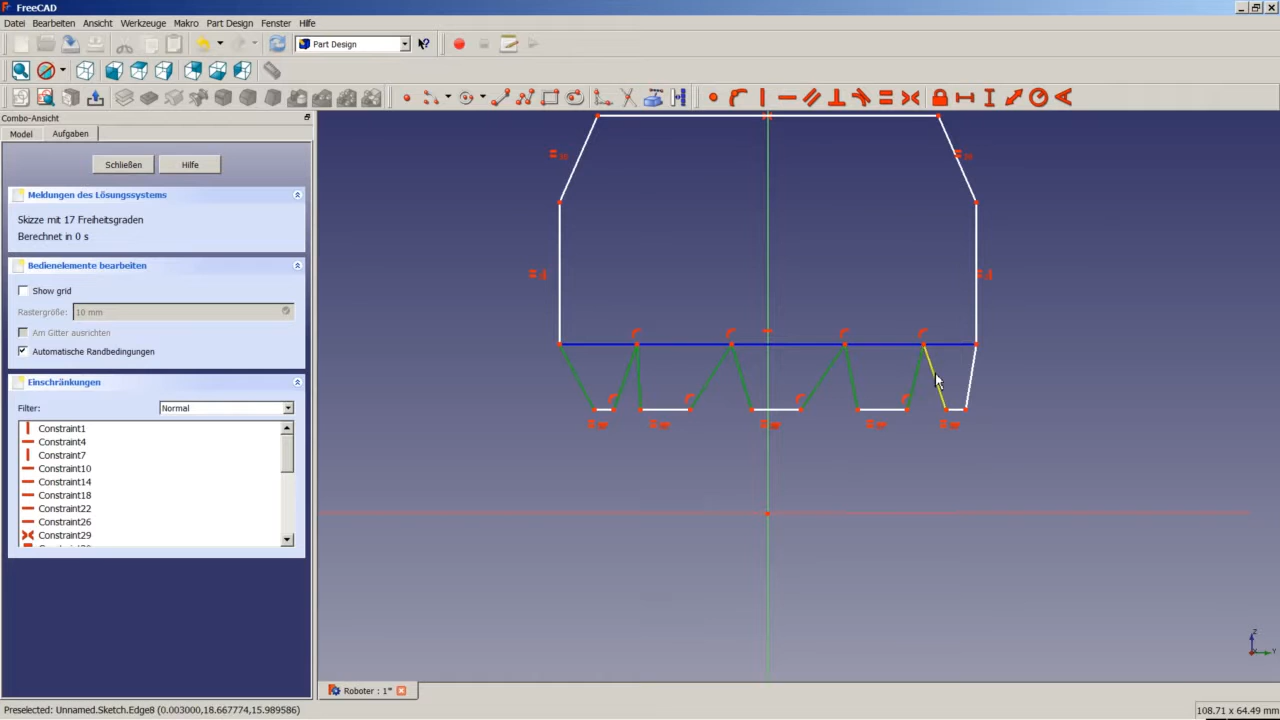 FreeCAD
Datei Bearbeiten Ansicht Werkzeuge Makro Part Design Fenster Hilfe
Part Design
Combo-Ansicht
Model Aufgaben
Schließen Hilfe
Meldungen des Lösungssystems
Skizze mit 17 Freiheitsgraden
Berechnet in 0 s
Bedienelemente bearbeiten
Show grid
Rastergröße: 10 mm
Am Gitter ausrichten
Automatische Randbedingungen
Einschränkungen
Filter: Normal
Constraint1
Constraint4
Constraint7
Constraint10
Constraint14
Constraint18
Constraint22
Constraint26
Constraint29
Z
Y
Roboter : 1*
Preselected: Unnamed.Sketch.Edge8 (0.003000,18.667774,15.989586)
108.71 x 64.49 mm